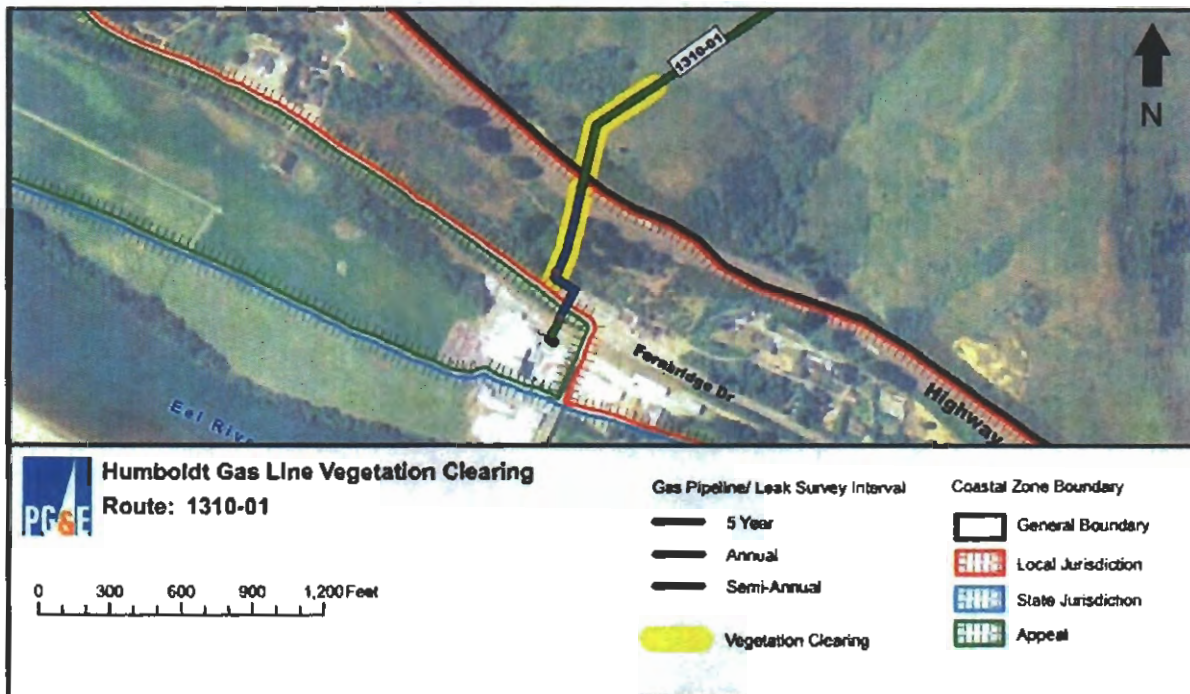 1310-01
N
Fernbridge Dr
Highway
Eel River
PG&E
Humboldt Gas Line Vegetation Clearing
Route: 1310-01
0 300 600 900 1,200 Feet
Gas Pipeline/ Leak Survey Interval
5 Year
Annual
Semi-Annual
Vegetation Clearing
Coastal Zone Boundary
General Boundary
Local Jurisdiction
State Jurisdiction
Appeal